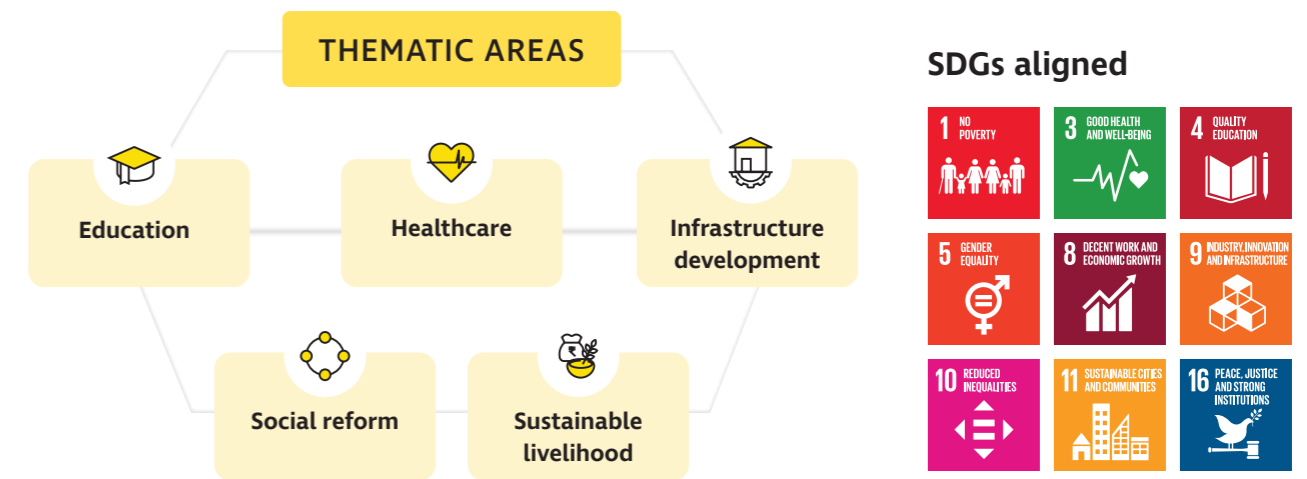 THEMATIC AREAS
Education
Healthcare
Infrastructure
development
Social reform
₹
Sustainable
livelihood
SDGs aligned
1 NO
POVERTY
3 GOOD HEALTH
AND WELL-BEING
4 QUALITY
EDUCATION
5 GENDER
EQUALITY
8 DECENT WORK AND
ECONOMIC GROWTH
9 INDUSTRY, INNOVATION
AND INFRASTRUCTURE
10 REDUCED
INEQUALITIES
11 SUSTAINABLE CITIES
AND COMMUNITIES
16 PEACE, JUSTICE
AND STRONG
INSTITUTIONS